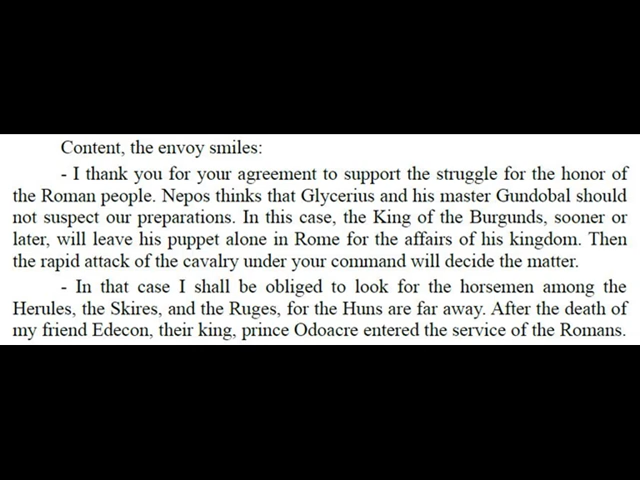 Content, the envoy smiles:
- I thank you for your agreement to support the struggle for the honor of
the Roman people. Nepos thinks that Glycerius and his master Gundobal should
not suspect our preparations. In this case, the King of the Burgunds, sooner or
later, will leave his puppet alone in Rome for the affairs of his kingdom. Then
the rapid attack of the cavalry under your command will decide the matter.
- In that case I shall be obliged to look for the horsemen among the
Herules, the Skires, and the Ruges, for the Huns are far away. After the death of
my friend Edecon, their king, prince Odoacre entered the service of the Romans.